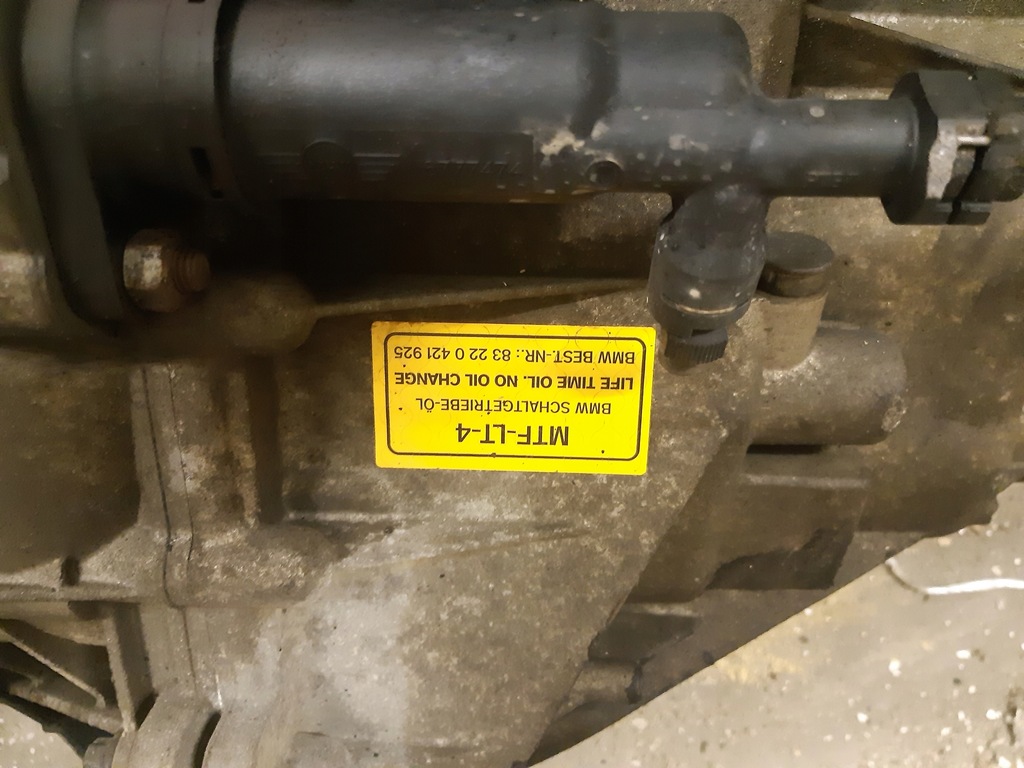 MTF-LT-4
BMW SCHALTGETRIEBE-ÖL
LIFE TIME OIL. NO OIL CHANGE
BMW BEST.-NR.: 83 22 0 421 925